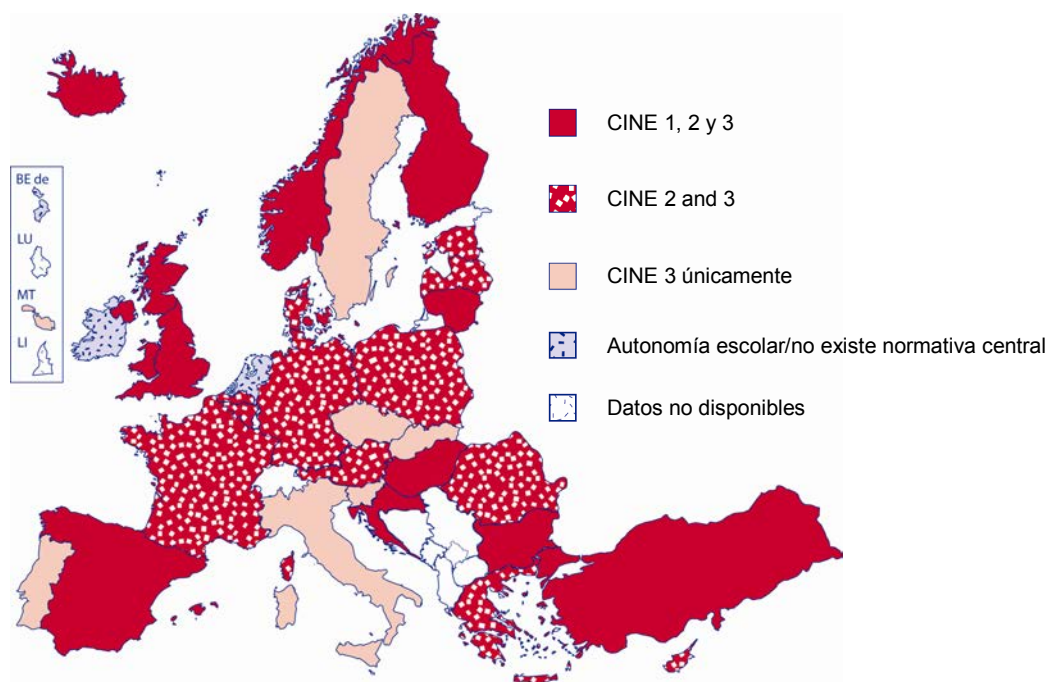 BE de
LU
MT
LI
CINE 1, 2 y 3
CINE 2 and 3
CINE 3 únicamente
Autonomía escolar/no existe normativa central
Datos no disponibles